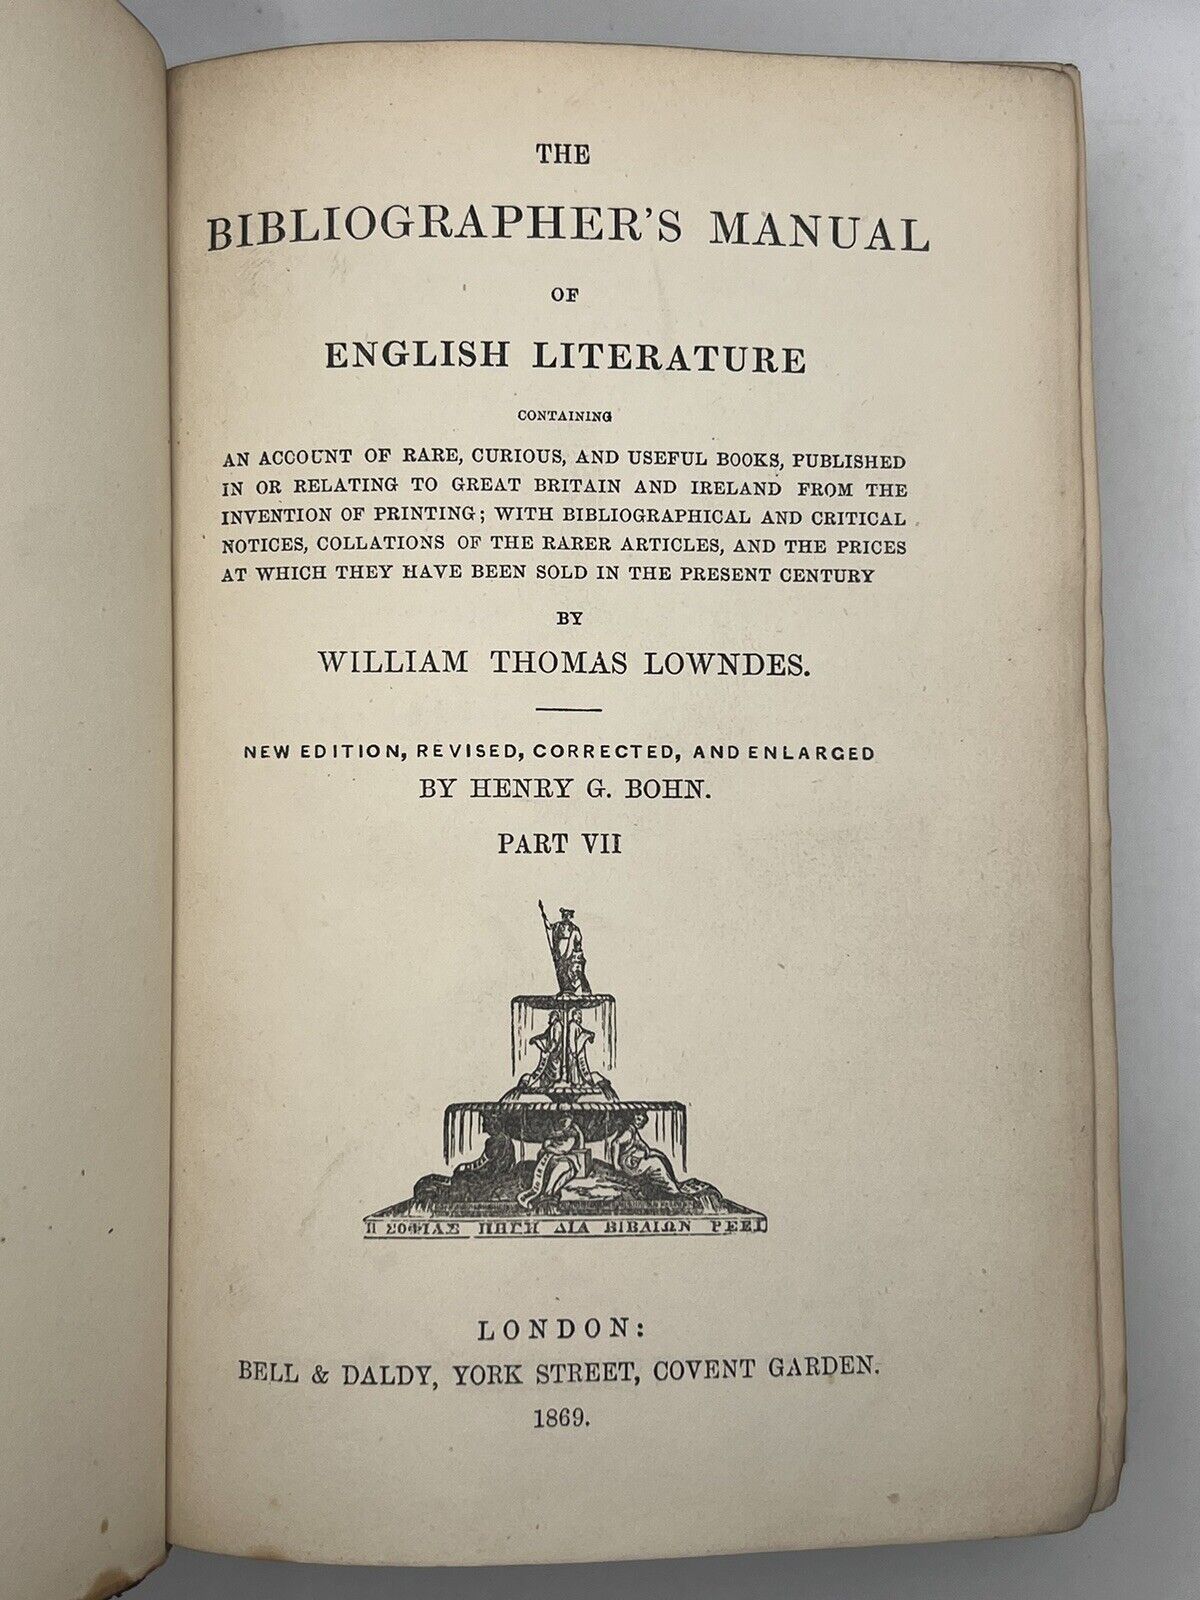 THE
BIBLIOGRAPHER'S MANUAL
OF
ENGLISH LITERATURE
CONTAINING
AN ACCOUNT OF RARE, CURIOUS, AND USEFUL BOOKS, PUBLISHED
IN OR RELATING TO GREAT BRITAIN AND IRELAND FROM THE
INVENTION OF PRINTING; WITH BIBLIOGRAPHICAL AND CRITICAL
NOTICES, COLLATIONS OF THE RARER ARTICLES, AND THE PRICES
AT WHICH THEY HAVE BEEN SOLD IN THE PRESENT CENTURY
BY
WILLIAM THOMAS LOWNDES.
NEW EDITION, REVISED, CORRECTED, AND ENLARGED
BY HENRY G. BOHN.
PART VII
Π ΣΟΦΙΑΣ ΠΗΓΗ ΔΙΑ ΒΙΒΛΙΩΝ ΡΕΕΙ
LONDON:
BELL & DALDY, YORK STREET, COVENT GARDEN.
1869.